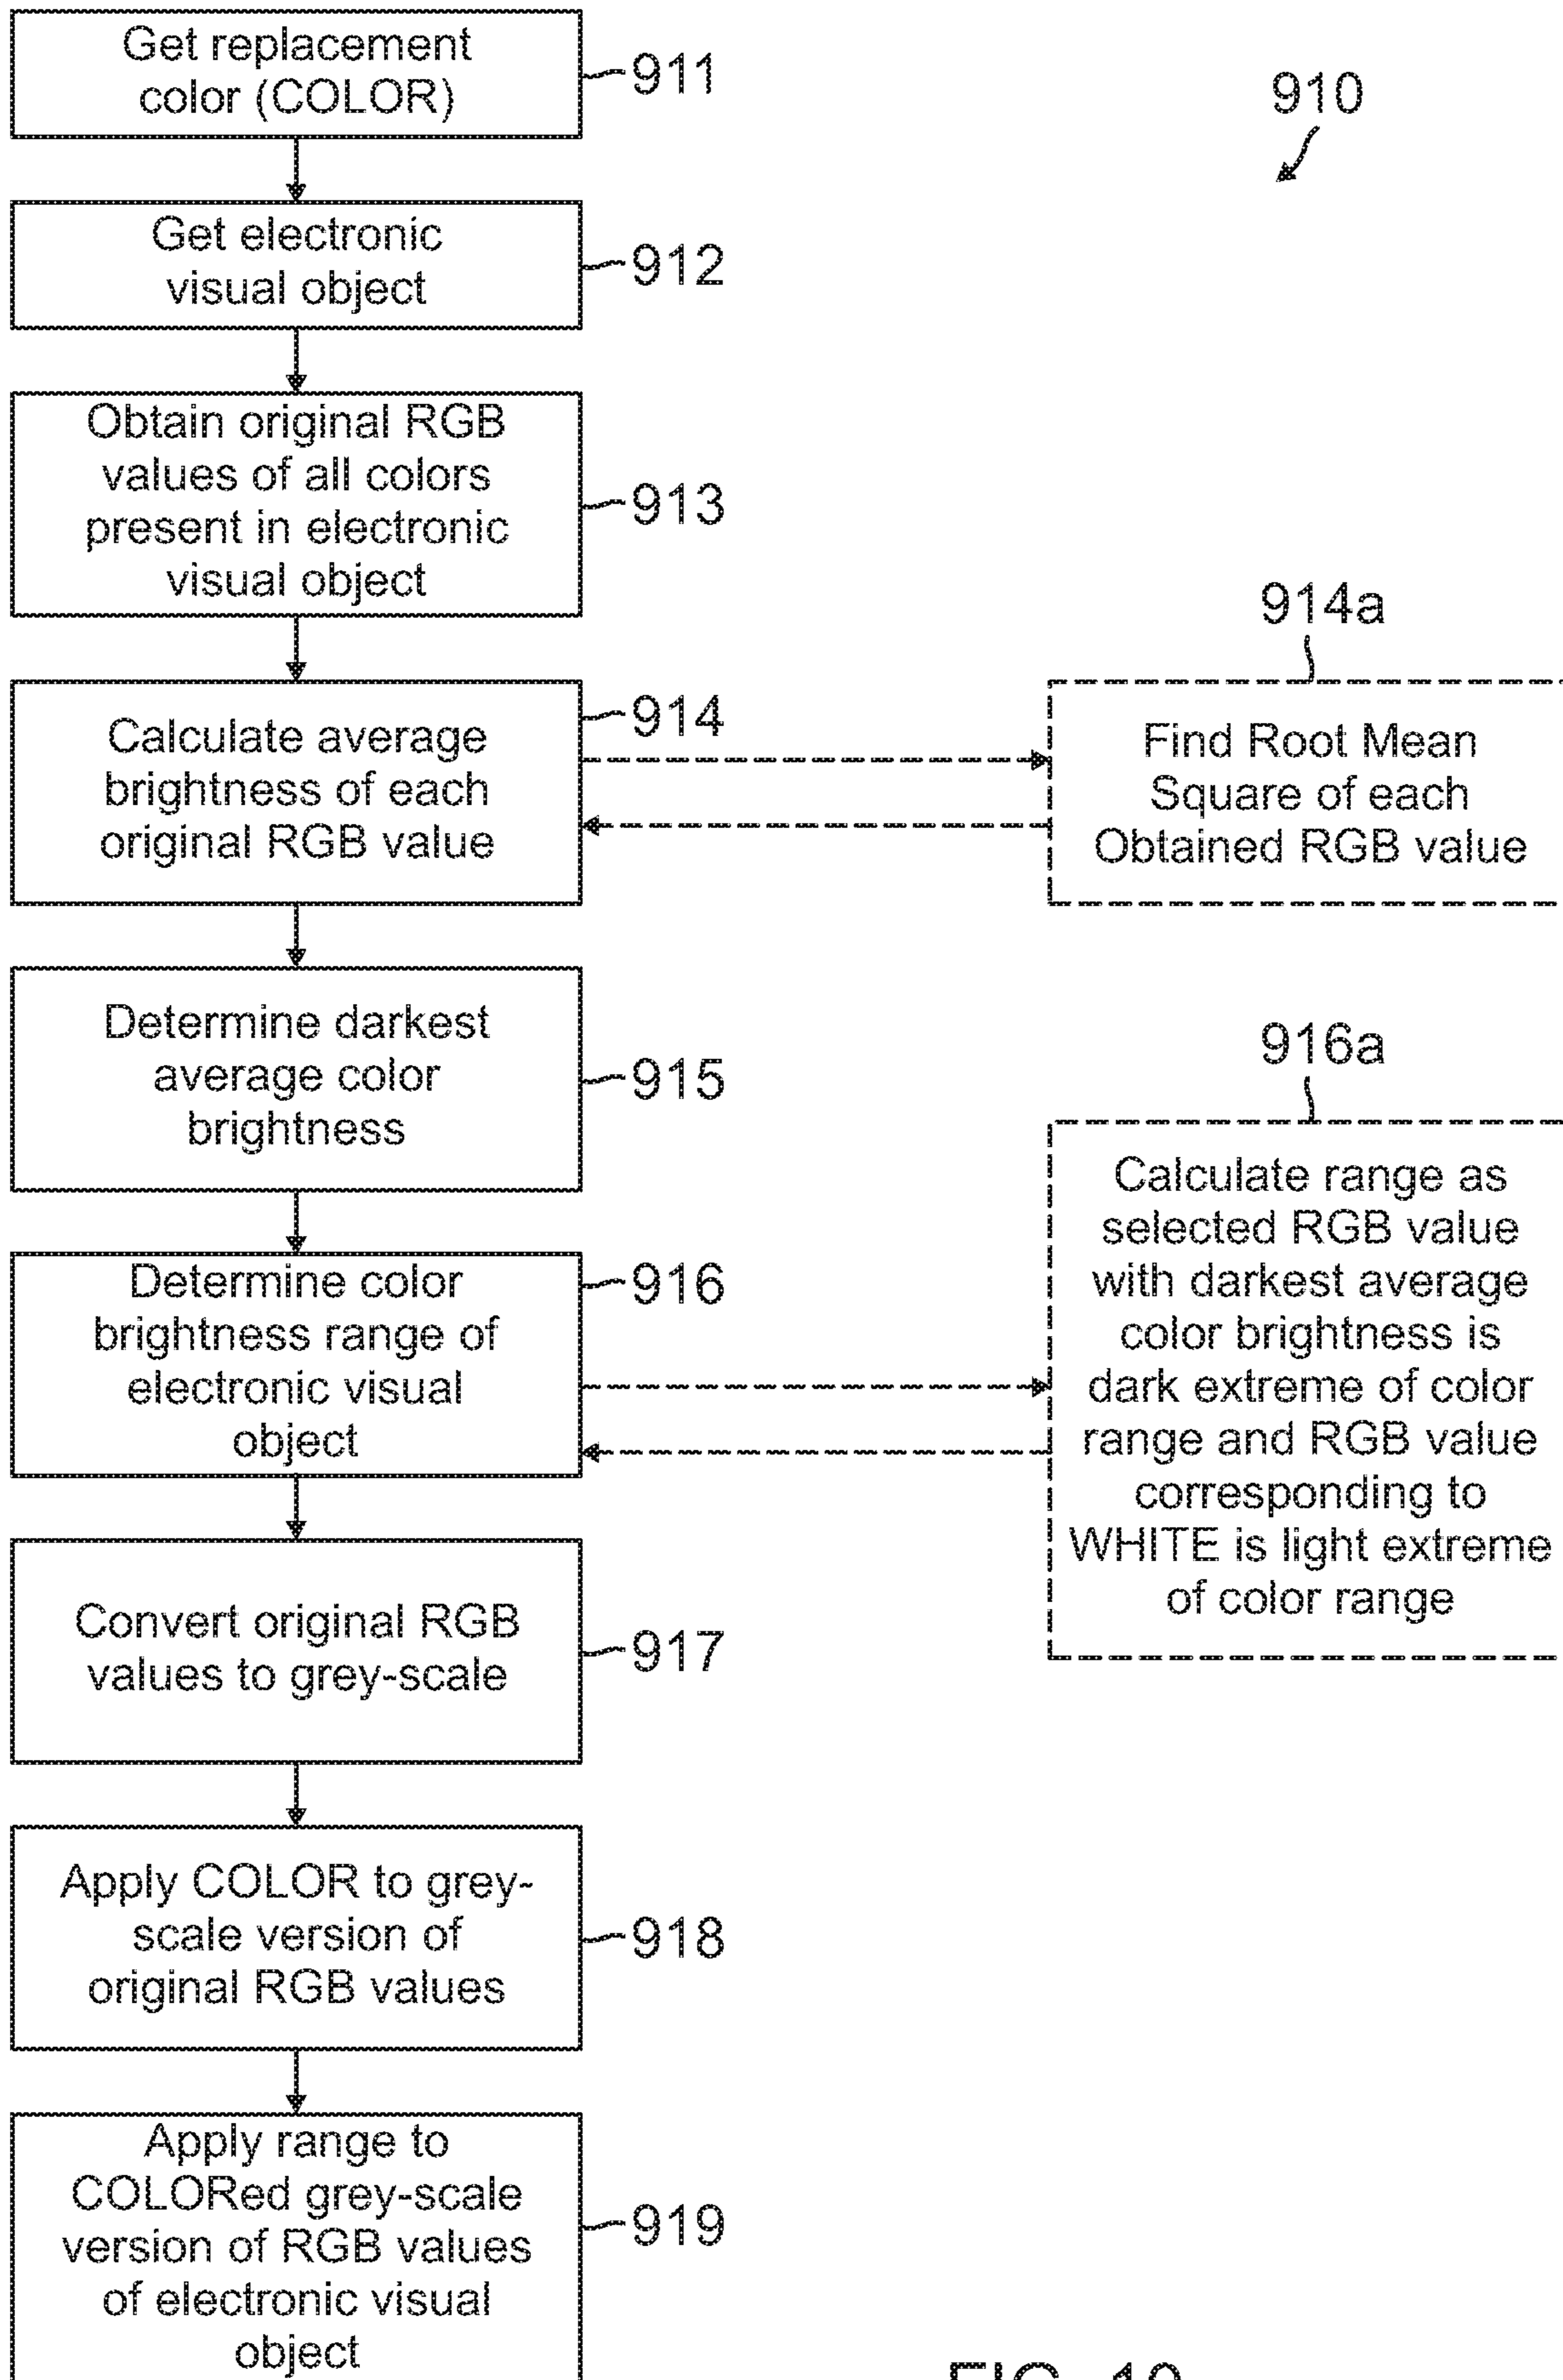 Get replacement
color (COLOR)
911
910
Get electronic
visual object
912
Obtain original RGB
values of all colors
present in electronic
visual object
913
914a
Calculate average
brightness of each
original RGB value
914
Find Root Mean
Square of each
Obtained RGB value
Determine darkest
average color
brightness
915
916a
Determine color
brightness range of
electronic visual
object
916
Calculate range as
selected RGB value
with darkest average
color brightness is
dark extreme of color
range and RGB value
corresponding to
WHITE is light extreme
of color range
Convert original RGB
values to grey-scale
917
Apply COLOR to grey-
scale version of
original RGB values
918
Apply range to
COLORed grey-scale
version of RGB values
of electronic visual
object
919